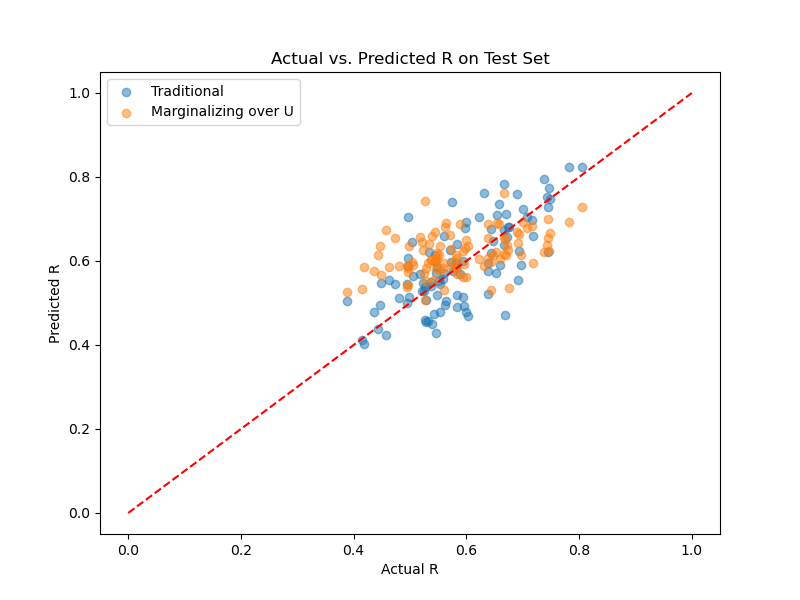 Actual vs. Predicted R on Test Set
Traditional
Marginalizing over U
Predicted R
1.0
0.8
0.6
0.4
0.2
0.0
0.0 0.2 0.4 0.6 0.8 1.0
Actual R